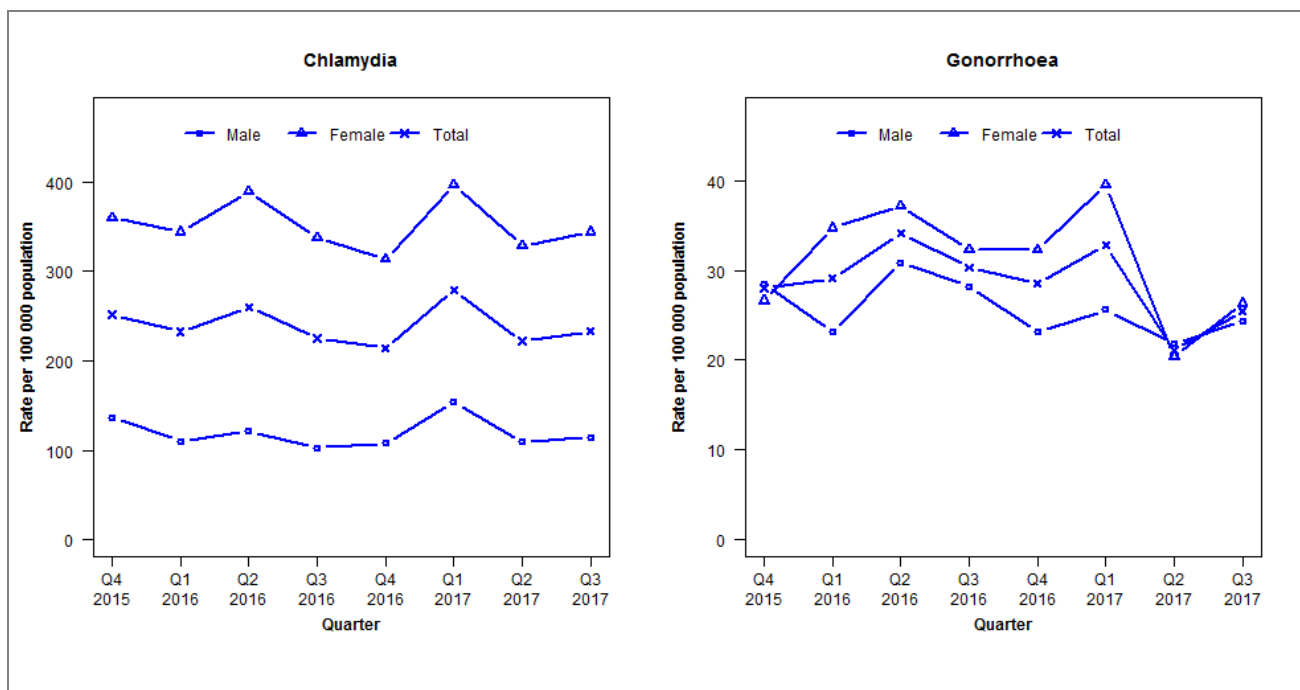 Chlamydia
Male Female Total
400
300
200
100
0
Rate per 100 000 population
Q4 Q1 Q2 Q3 Q4 Q1 Q2 Q3
2015 2016 2016 2016 2016 2017 2017 2017
Quarter
Gonorrhoea
Male Female Total
40
30
20
10
0
Rate per 100 000 population
Q4 Q1 Q2 Q3 Q4 Q1 Q2 Q3
2015 2016 2016 2016 2016 2017 2017 2017
Quarter